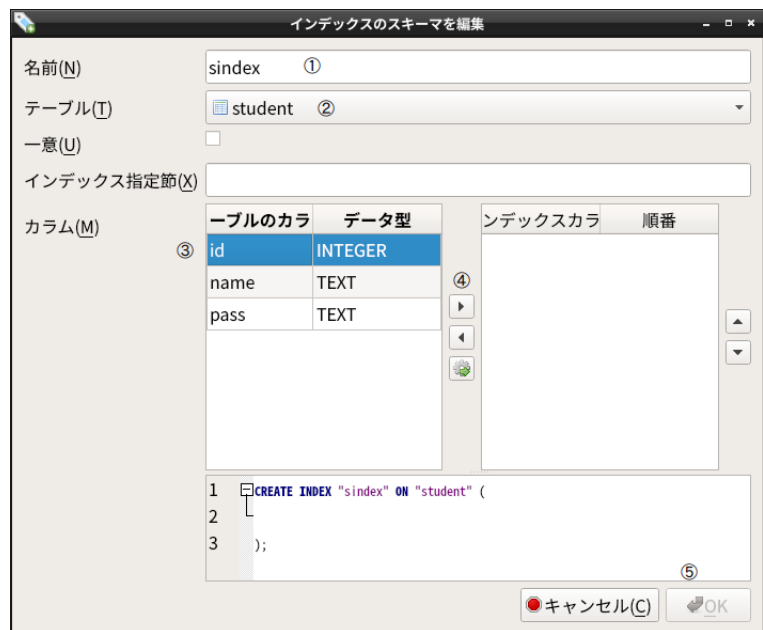 インデックスのスキーマを編集
名前(N) sindex ①
テーブル(T) student ②
一意(U)
インデックス指定節(X)
カラム(M) ーブルのカラ データ型 ンデックスカラ 順番
③ id INTEGER
name TEXT ④
pass TEXT
1 CREATE INDEX "sindex" ON "student" (
2
3 );
⑤
キャンセル(C) OK